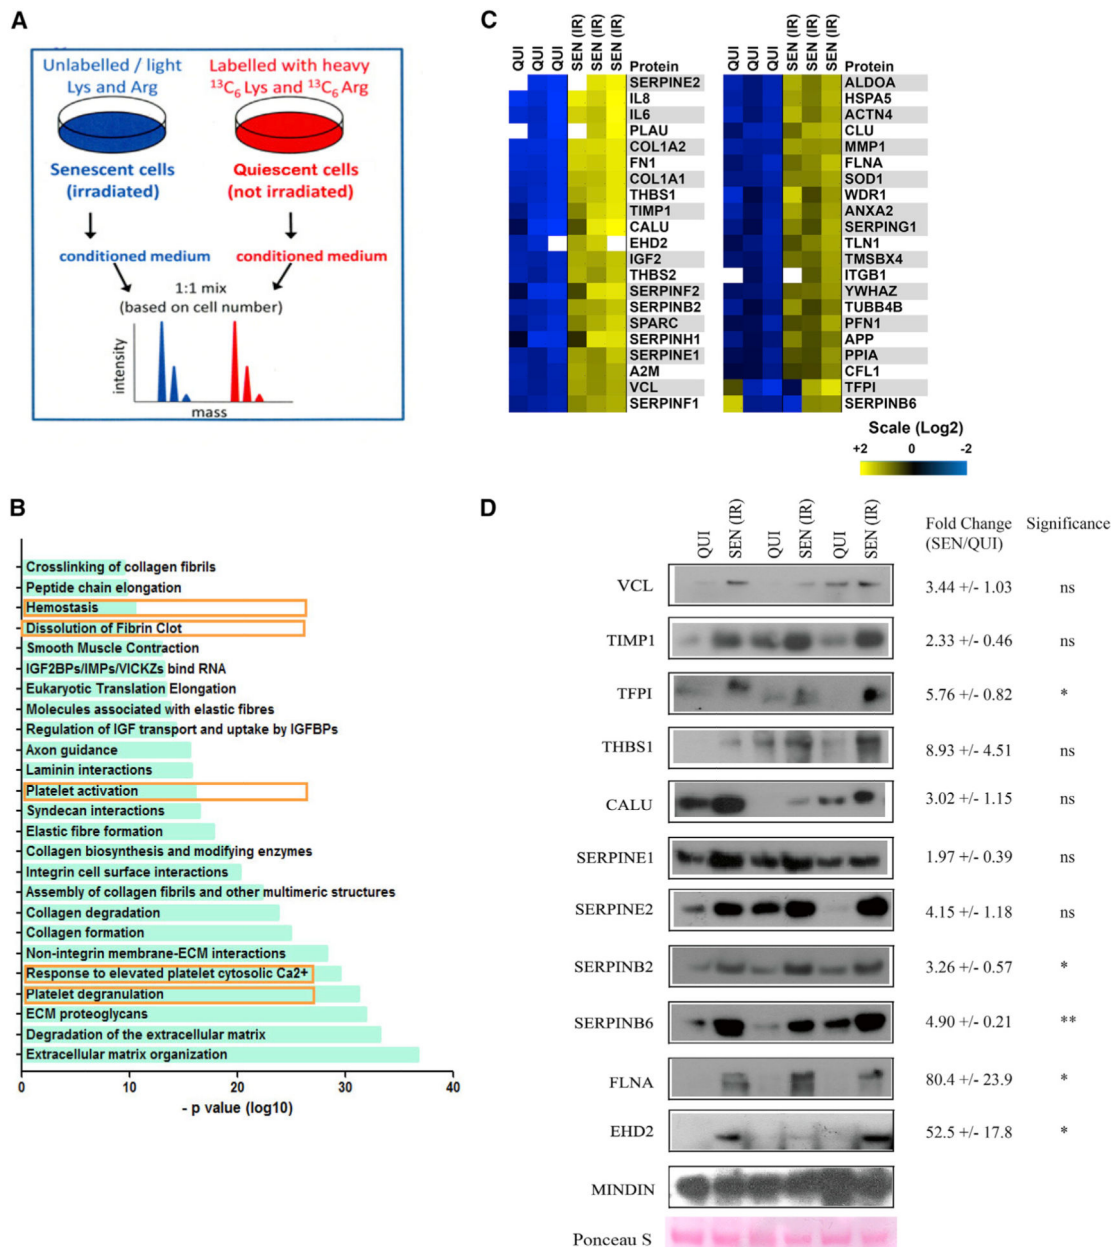 A
Unlabelled / light
Lys and Arg
Labelled with heavy
¹³C₆ Lys and ¹³C₆ Arg
Senescent cells
(irradiated)
Quiescent cells
(not irradiated)
conditioned medium
conditioned medium
1:1 mix
(based on cell number)
intensity
mass
B
Crosslinking of collagen fibrils
Peptide chain elongation
Hemostasis
Dissolution of Fibrin Clot
Smooth Muscle Contraction
IGF2BPs/IMPs/VICKZs bind RNA
Eukaryotic Translation Elongation
Molecules associated with elastic fibres
Regulation of IGF transport and uptake by IGFBPs
Axon guidance
Laminin interactions
Platelet activation
Syndecan interactions
Elastic fibre formation
Collagen biosynthesis and modifying enzymes
Integrin cell surface interactions
Assembly of collagen fibrils and other multimeric structures
Collagen degradation
Collagen formation
Non-integrin membrane-ECM interactions
Response to elevated platelet cytosolic Ca2+
Platelet degranulation
ECM proteoglycans
Degradation of the extracellular matrix
Extracellular matrix organization
0 10 20 30 40
- p value (log10)
C
QUI QUI QUI SEN (IR) SEN (IR) SEN (IR) Protein
SERPINE2
IL8
IL6
PLAU
COL1A2
FN1
COL1A1
THBS1
TIMP1
CALU
EHD2
IGF2
THBS2
SERPINF2
SERPINB2
SPARC
SERPINH1
SERPINE1
A2M
VCL
SERPINF1
QUI QUI QUI SEN (IR) SEN (IR) SEN (IR) Protein
ALDOA
HSPA5
ACTN4
CLU
MMP1
FLNA
SOD1
WDR1
ANXA2
SERPING1
TLN1
TMSBX4
ITGB1
YWHAZ
TUBB4B
PFN1
APP
PPIA
CFL1
TFPI
SERPINB6
Scale (Log2)
+2 0 -2
D
QUI SEN (IR) QUI SEN (IR) QUI SEN (IR)
Fold Change Significance
(SEN/QUI)
VCL 3.44 +/- 1.03 ns
TIMP1 2.33 +/- 0.46 ns
TFPI 5.76 +/- 0.82 *
THBS1 8.93 +/- 4.51 ns
CALU 3.02 +/- 1.15 ns
SERPINE1 1.97 +/- 0.39 ns
SERPINE2 4.15 +/- 1.18 ns
SERPINB2 3.26 +/- 0.57 *
SERPINB6 4.90 +/- 0.21 **
FLNA 80.4 +/- 23.9 *
EHD2 52.5 +/- 17.8 *
MINDIN
Ponceau S